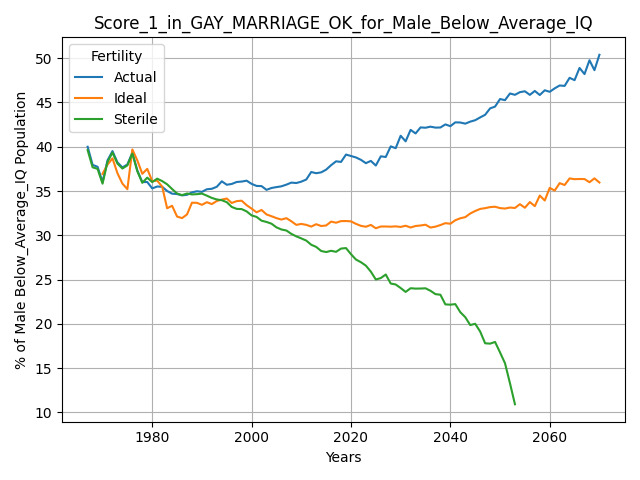 Score_1_in_GAY_MARRIAGE_OK_for_Male_Below_Average_IQ
Fertility
Actual
Ideal
Sterile
% of Male Below_Average_IQ Population
50
45
40
35
30
25
20
15
10
1980 2000 2020 2040 2060
Years